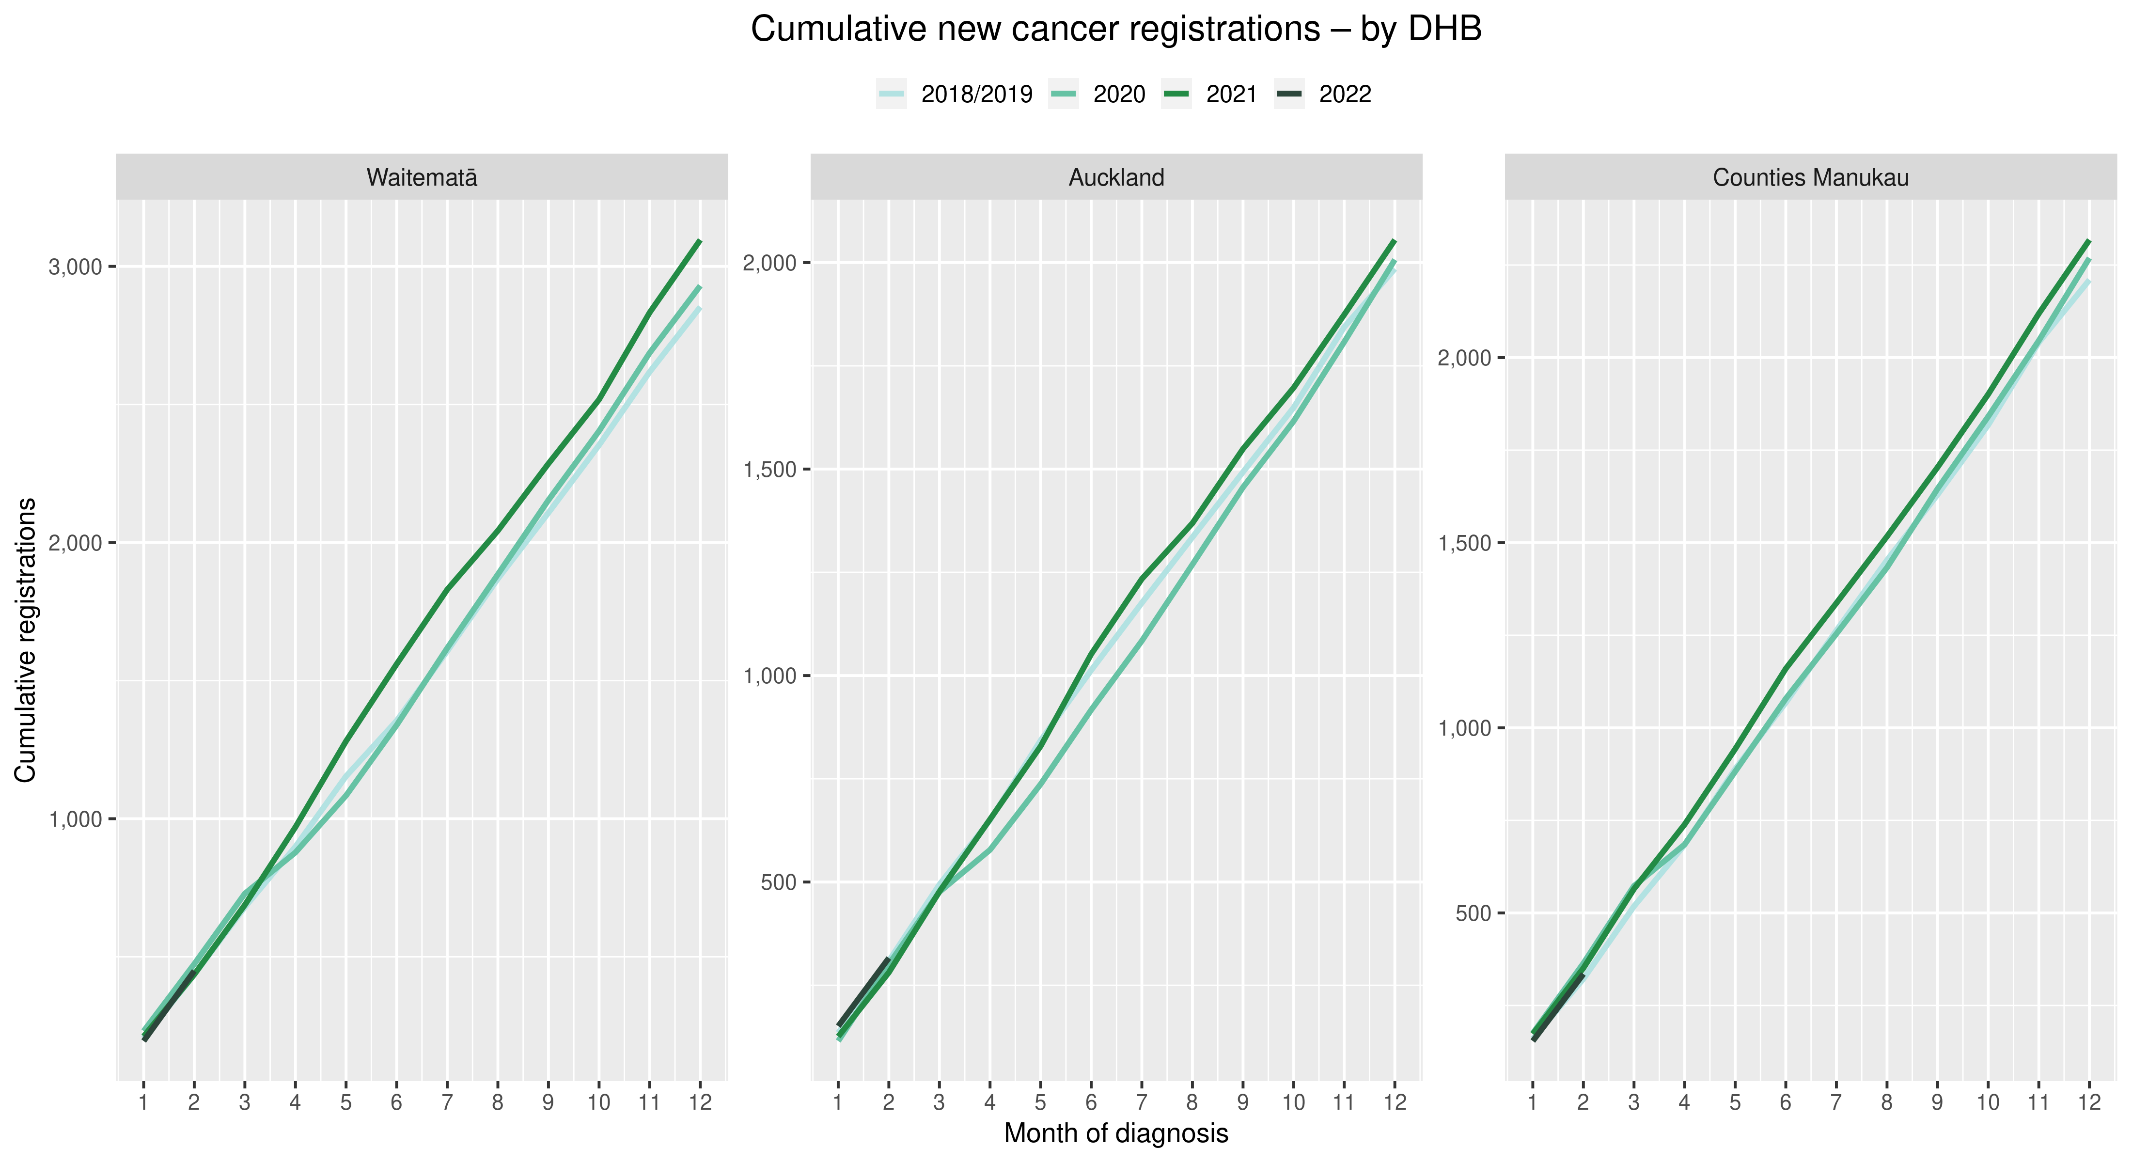 Cumulative new cancer registrations – by DHB
2018/2019 2020 2021 2022
Waitematā Auckland Counties Manukau
Cumulative registrations
3,000
2,000
1,000
2,000
1,500
1,000
500
2,000
1,500
1,000
500
1 2 3 4 5 6 7 8 9 10 11 12
1 2 3 4 5 6 7 8 9 10 11 12
1 2 3 4 5 6 7 8 9 10 11 12
Month of diagnosis